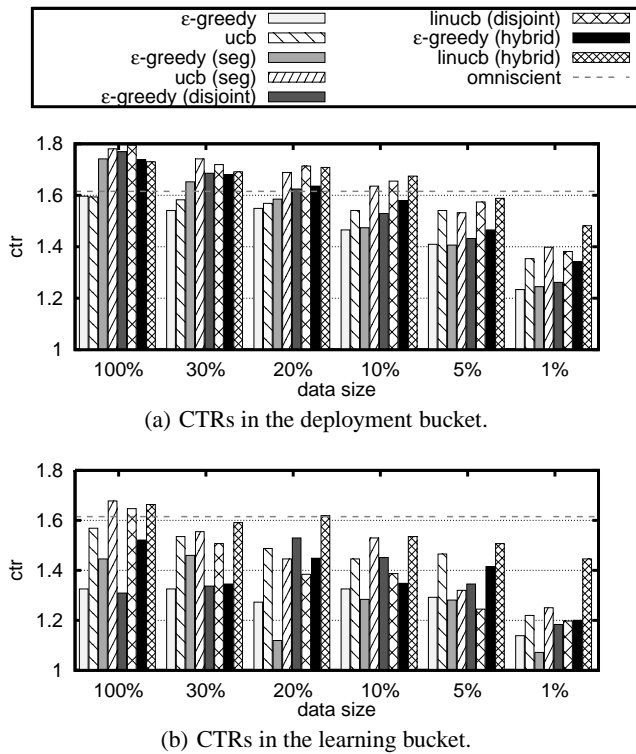 ε-greedy
ucb
ε-greedy (seg)
ucb (seg)
ε-greedy (disjoint)
linucb (disjoint)
ε-greedy (hybrid)
linucb (hybrid)
omniscient
1.8
1.6
1.4
1.2
1
ctr
100% 30% 20% 10% 5% 1%
data size
(a) CTRs in the deployment bucket.
1.8
1.6
1.4
1.2
1
ctr
100% 30% 20% 10% 5% 1%
data size
(b) CTRs in the learning bucket.